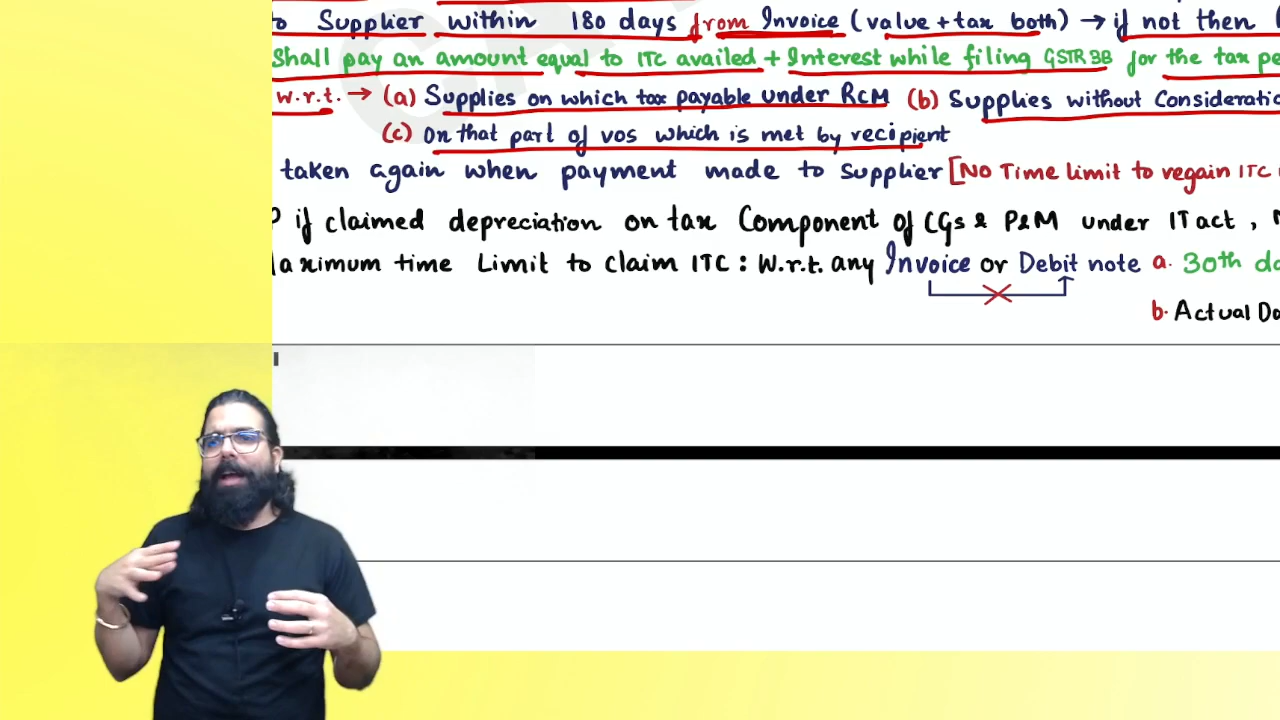 to Supplier within 180 days from Invoice (value + tax both) → if not then
Shall pay an amount equal to ITC availed + Interest while filing GSTR 3B for the tax pe
w.r.t. → (a) Supplies on which tax payable under RCM (b) Supplies without Consideratio
(c) On that part of vos which is met by recipient
taken again when payment made to supplier [No Time limit to regain ITC
P if claimed depreciation on tax Component of CGs & P&M under IT act ,
aximum time Limit to claim ITC : W.r.t. any Invoice or Debit note a. 30th da
b. Actual Da